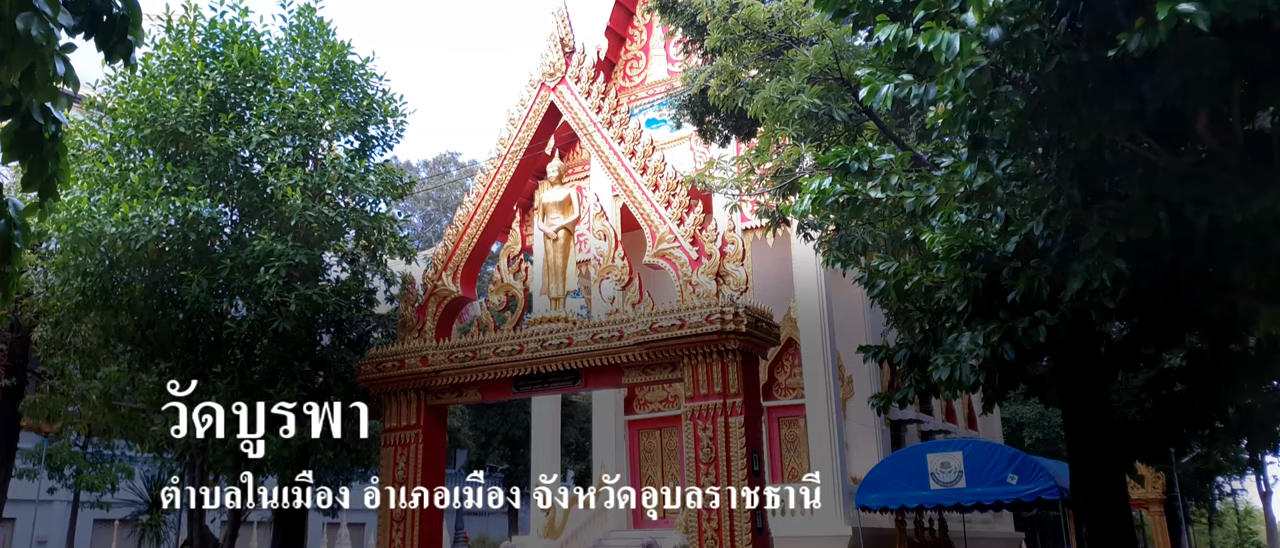 วัดบูรพา
ตำบลในเมือง อำเภอเมือง จังหวัดอุบลราชธานี